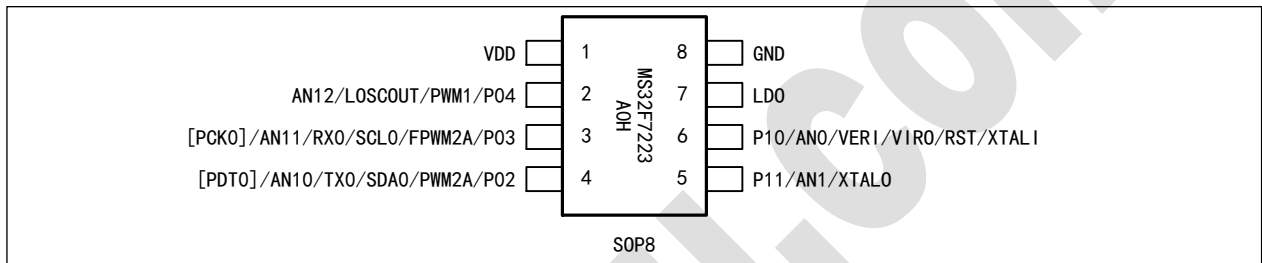 VDD 1 8 GND
AN12/LOSCOUT/PWM1/P04 2 7 LDO
[PCK0]/AN11/RX0/SCL0/FPWM2A/P03 3 6 P10/AN0/VERI/VIRO/RST/XTALI
[PDT0]/AN10/TX0/SDA0/PWM2A/P02 4 5 P11/AN1/XTALO
MS32F7223
A0H
SOP8